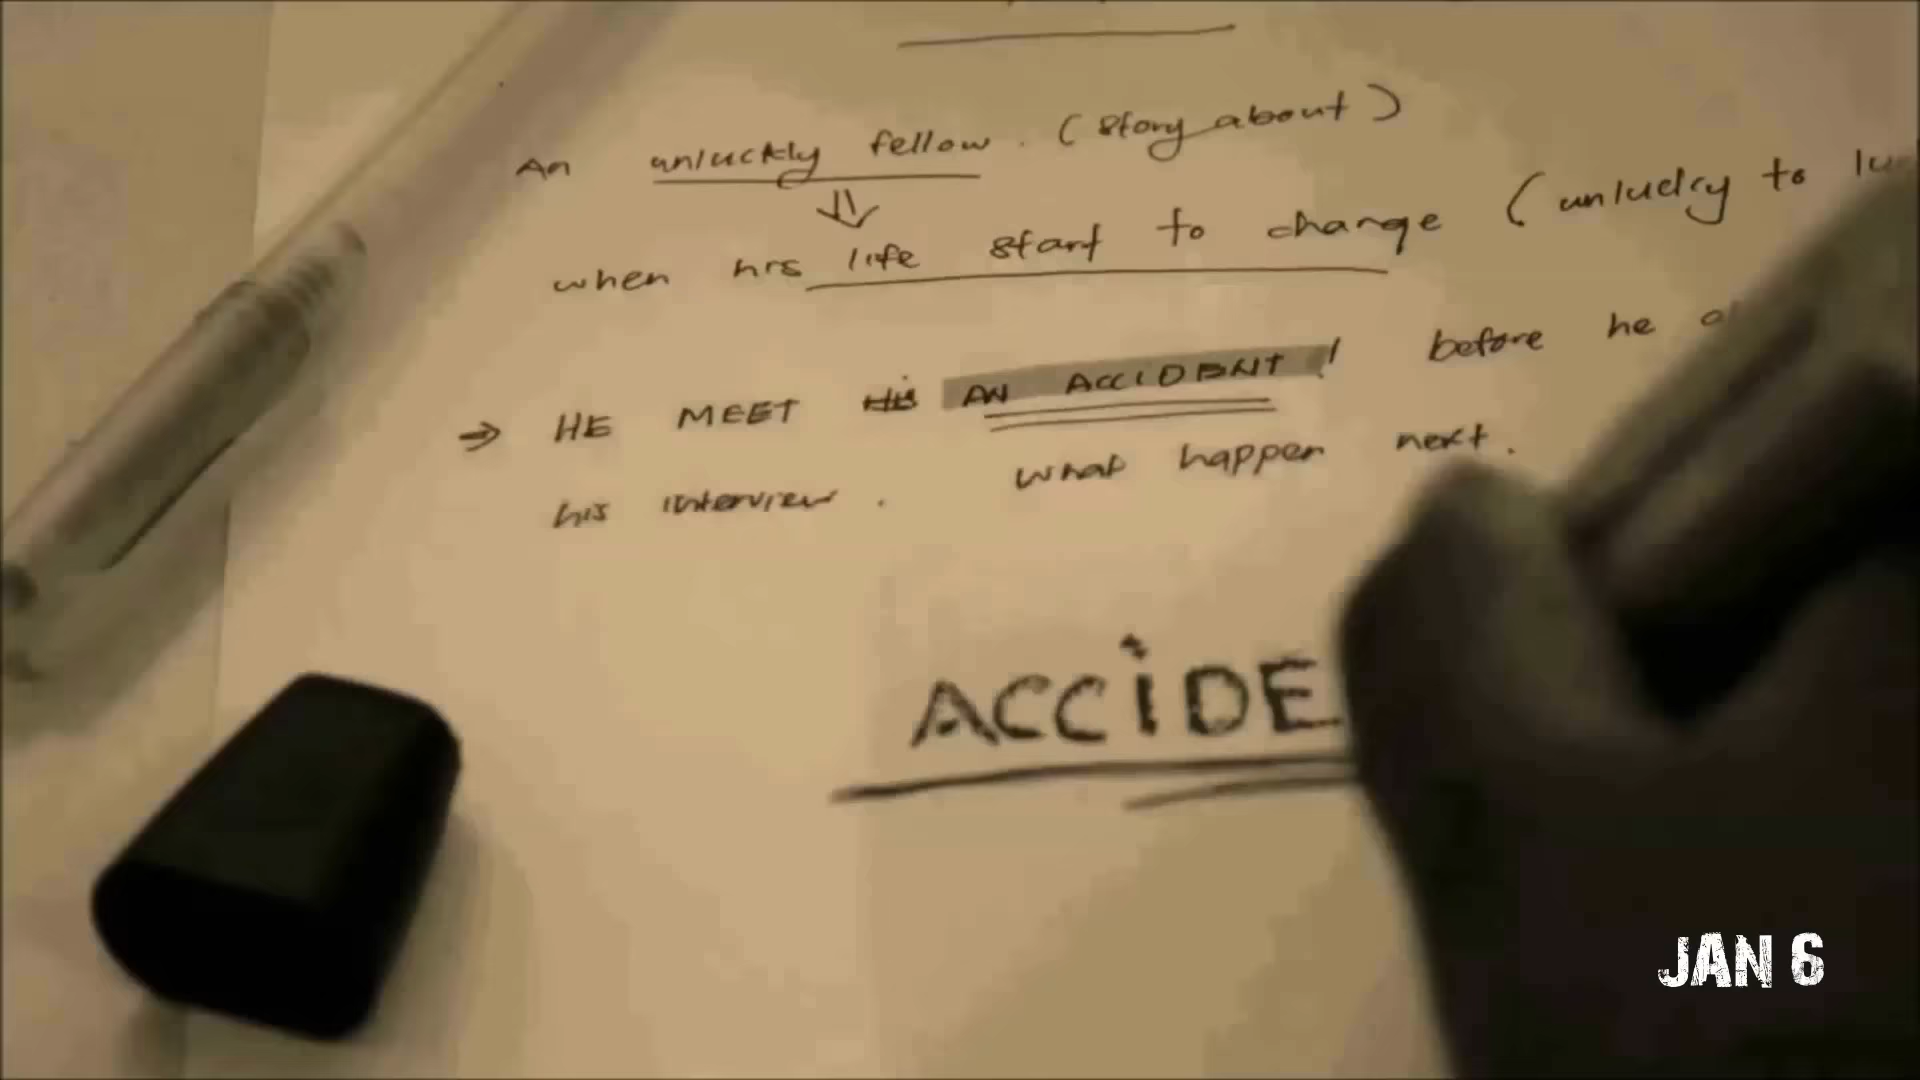 An unluckly fellow. (story about)
⇓
when his life start to change (unlucky to
⇒ HE MEET HIS AN ACCIDENT! before he
his interview. what happen next.
ACCIDE
JAN 6